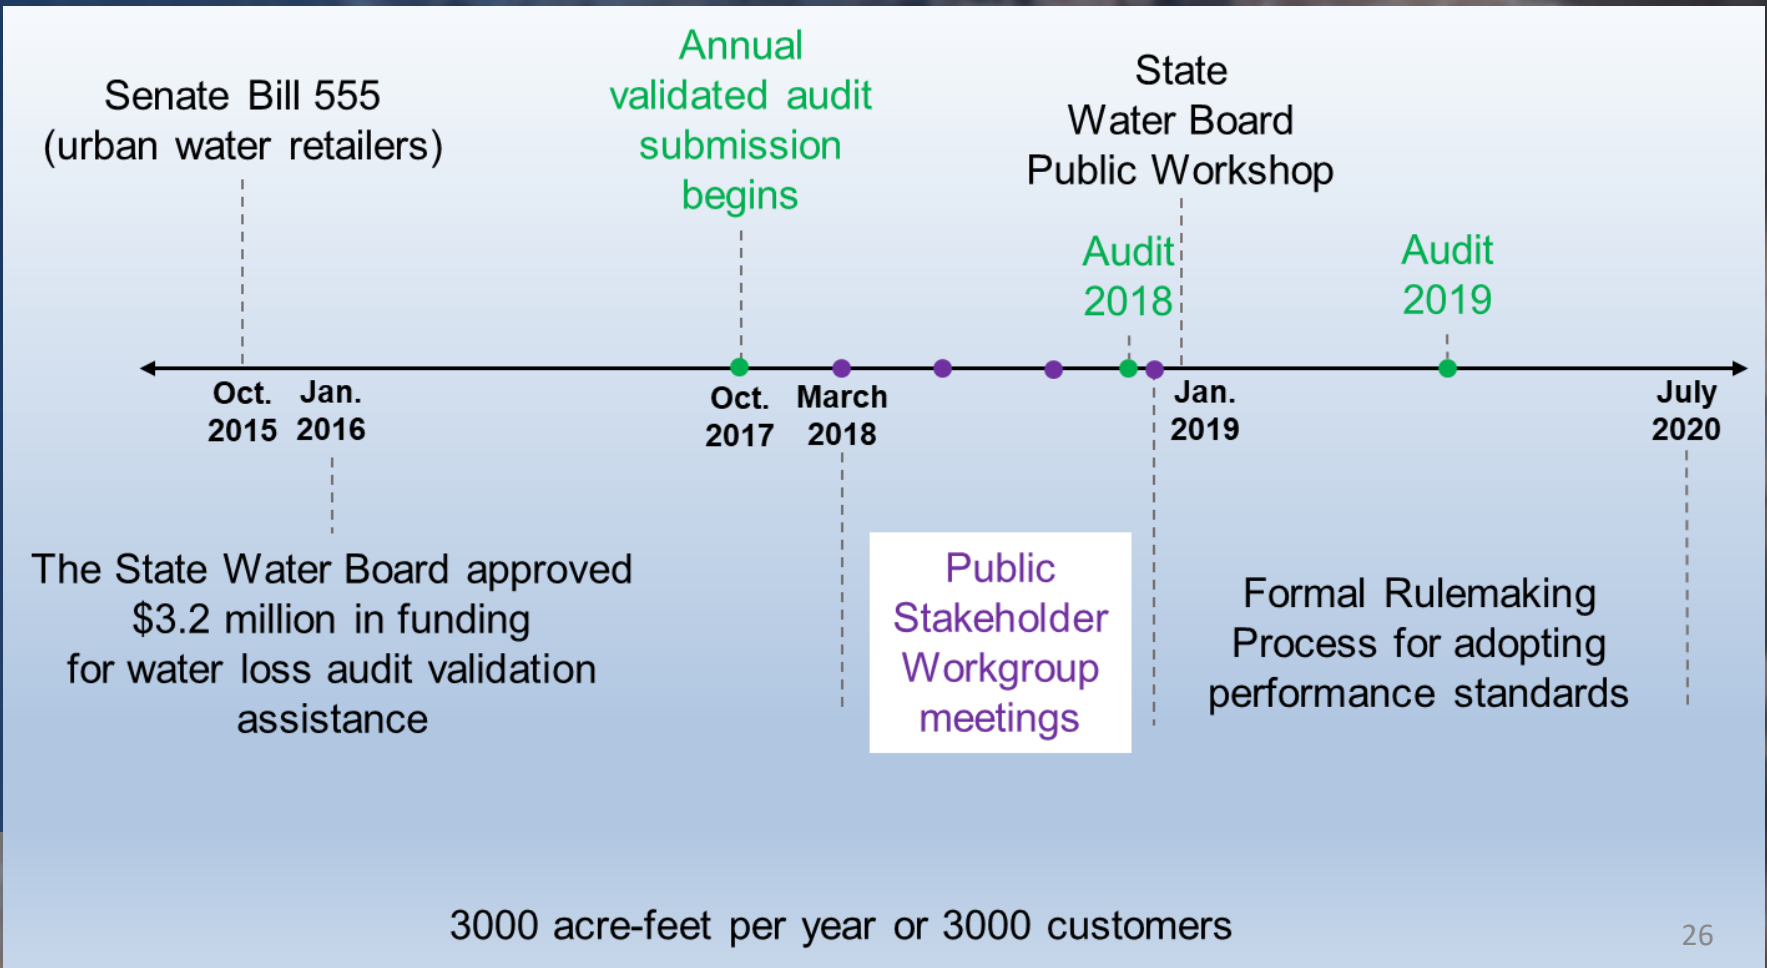 Senate Bill 555
(urban water retailers)
Annual
validated audit
submission
begins
State
Water Board
Public Workshop
Audit
2018
Audit
2019
Oct.
2015
Jan.
2016
Oct.
2017
March
2018
Jan.
2019
July
2020
The State Water Board approved
$3.2 million in funding
for water loss audit validation
assistance
Public
Stakeholder
Workgroup
meetings
Formal Rulemaking
Process for adopting
performance standards
3000 acre-feet per year or 3000 customers
26